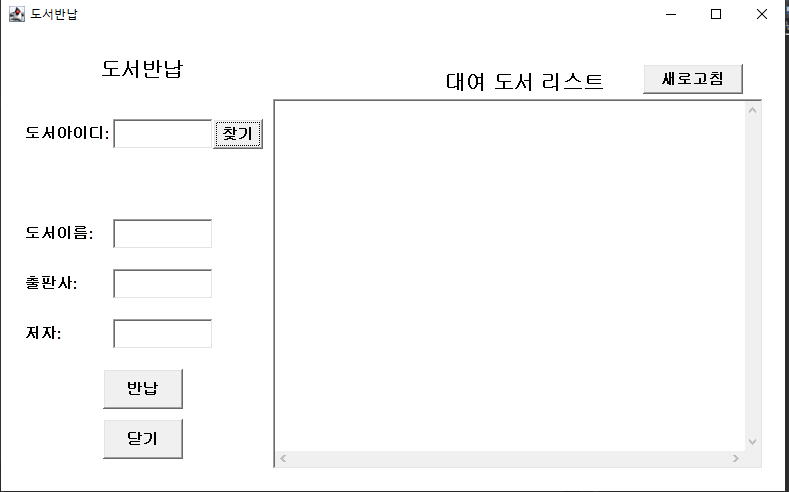 도서반납
도서반납
대여 도서 리스트
새로고침
도서아이디:
찾기
도서이름:
출판사:
저자:
반납
닫기